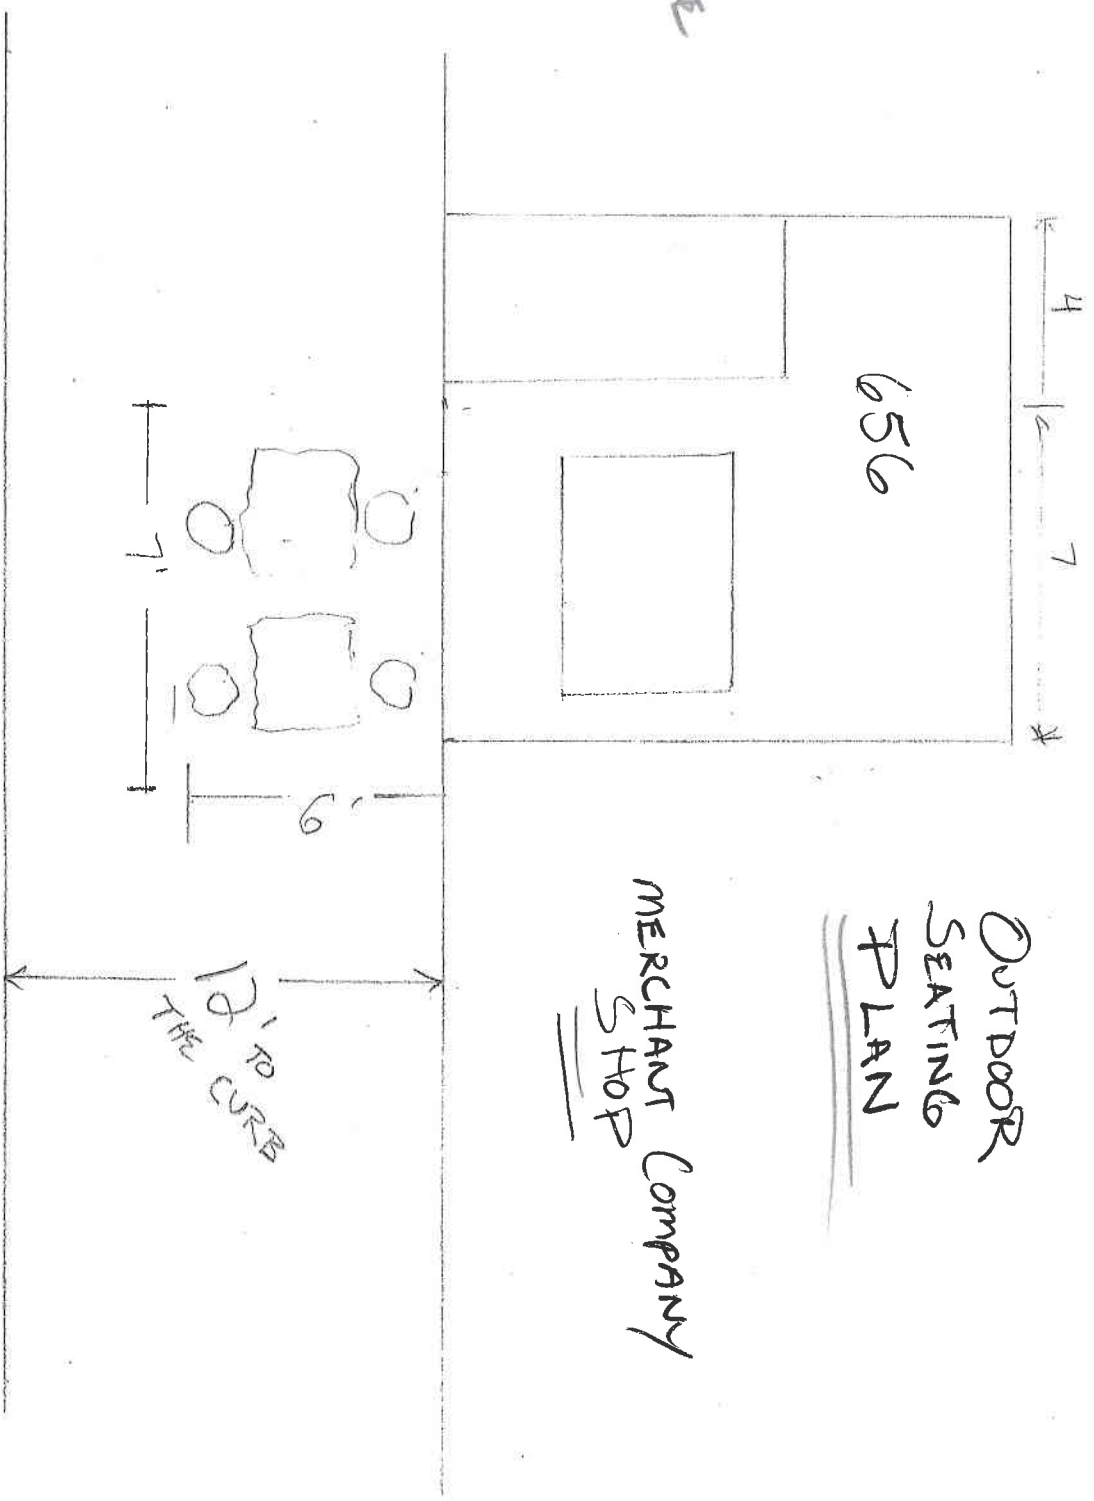 4 7
OUTDOOR
SEATING
PLAN
656
MERCHANT COMPANY
SHOP
6'
12' TO
THE CURB
7'